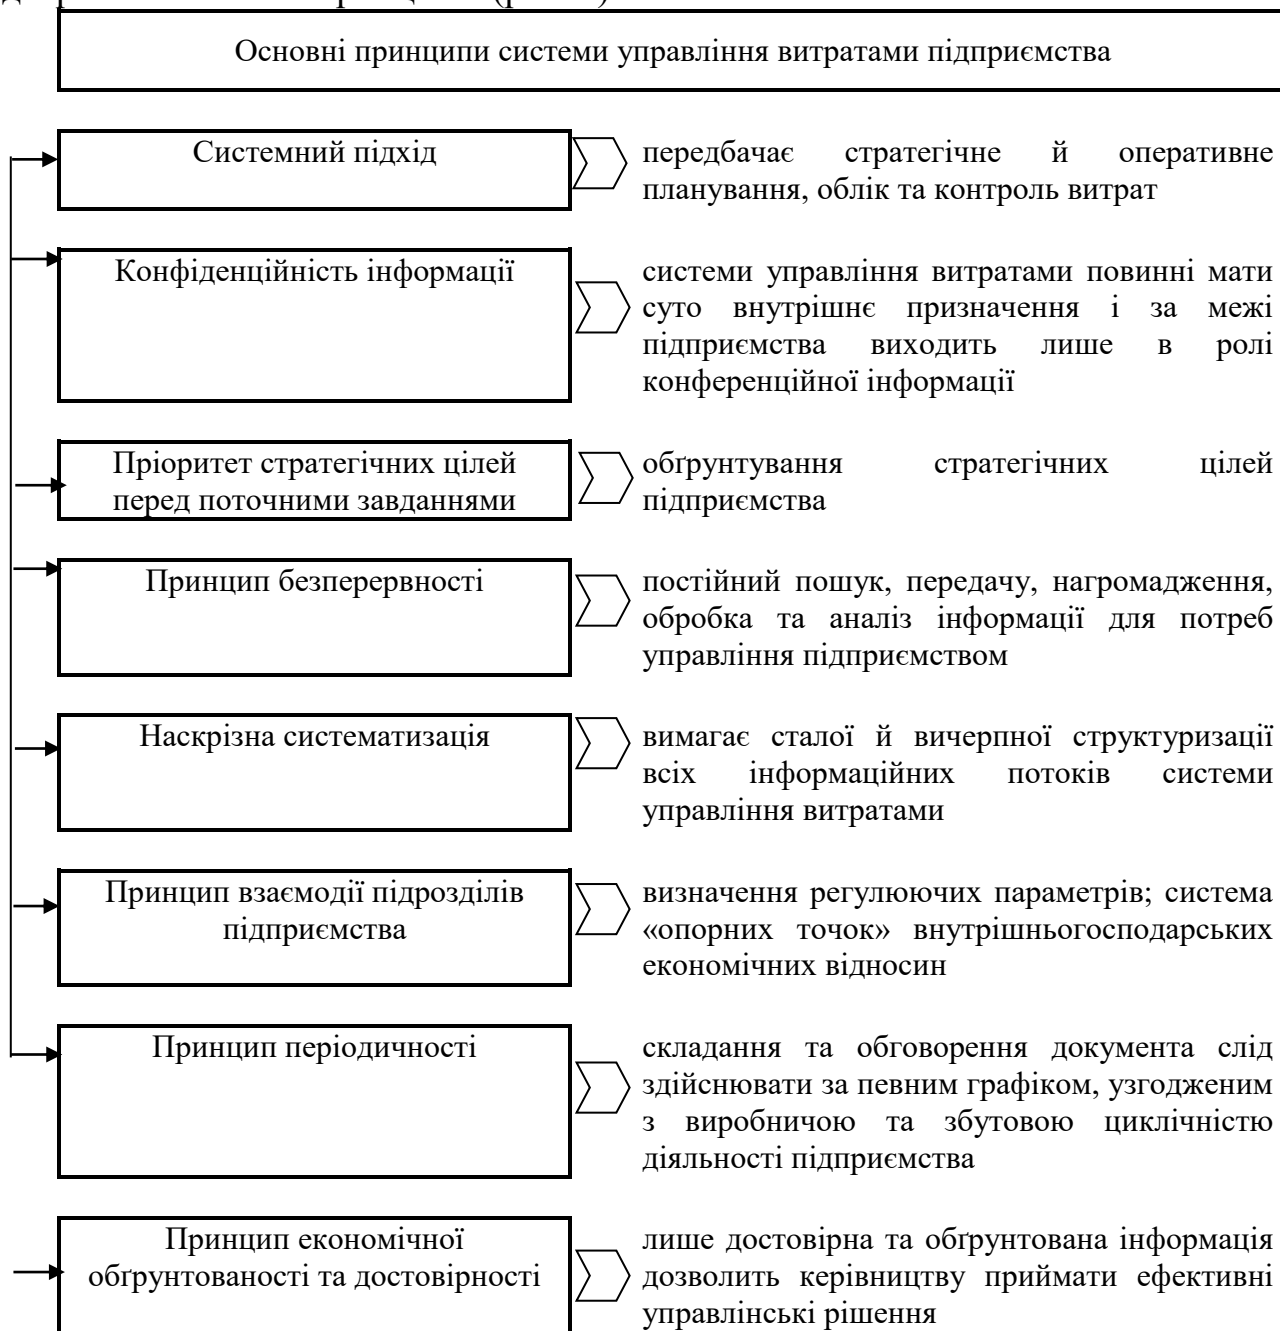 Основні принципи системи управління витратами підприємства
Системний підхід
передбачає стратегічне й оперативне
планування, облік та контроль витрат
Конфіденційність інформації
системи управління витратами повинні мати
суто внутрішнє призначення і за межі
підприємства виходить лише в ролі
конференційної інформації
Пріоритет стратегічних цілей
перед поточними завданнями
обґрунтування стратегічних цілей
підприємства
Принцип безперервності
постійний пошук, передачу, нагромадження,
обробка та аналіз інформації для потреб
управління підприємством
Наскрізна систематизація
вимагає сталої й вичерпної структуризації
всіх інформаційних потоків системи
управління витратами
Принцип взаємодії підрозділів
підприємства
визначення регулюючих параметрів; система
«опорних точок» внутрішньогосподарських
економічних відносин
Принцип періодичності
складання та обговорення документа слід
здійснювати за певним графіком, узгодженим
з виробничою та збутовою циклічністю
діяльності підприємства
Принцип економічної
обґрунтованості та достовірності
лише достовірна та обґрунтована інформація
дозволить керівництву приймати ефективні
управлінські рішення